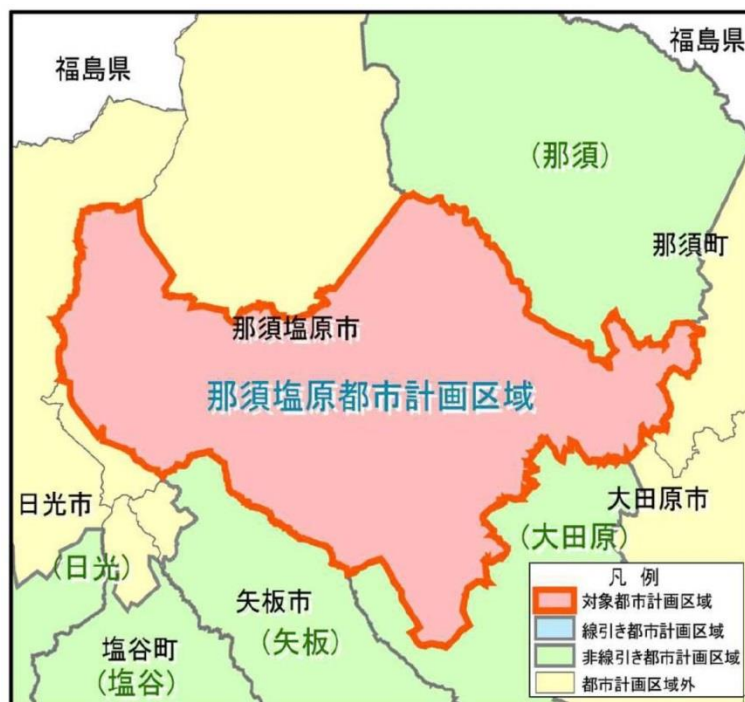 福島県
福島県
(那須)
那須町
那須塩原市
那須塩原都市計画区域
日光市
大田原市
(大田原)
(日光)
矢板市
(矢板)
塩谷町
(塩谷)
凡 例
対象都市計画区域
線引き都市計画区域
非線引き都市計画区域
都市計画区域外